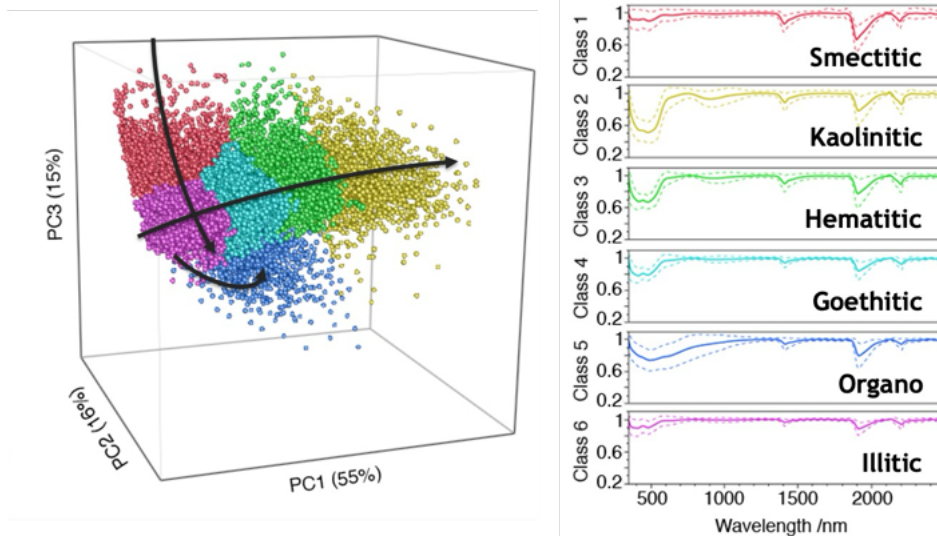 PC3 (15%)
PC2 (16%)
PC1 (55%)
Class 1
1
0.6
0.2
Smectitic
Class 2
1
0.6
0.2
Kaolinitic
Class 3
1
0.6
0.2
Hematitic
Class 4
1
0.6
0.2
Goethitic
Class 5
1
0.6
0.2
Organo
Class 6
1
0.6
0.2
Illitic
500 1000 1500 2000
Wavelength /nm